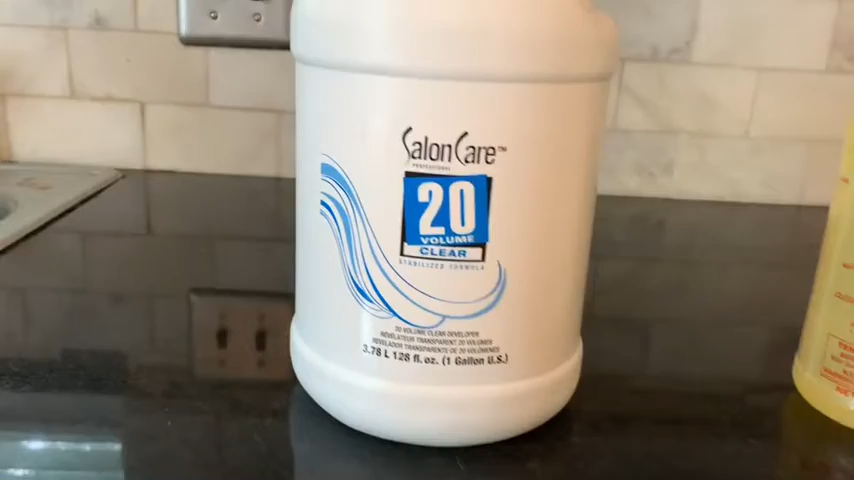 SalonCare™
PROFESSIONAL
20
VOLUME
CLEAR
STABILIZED FORMULA
20 VOLUME CLEAR DEVELOPER
RÉVÉLATEUR TRANSPARENT 20 VOLUMES
REVELADOR TRANSPARENTE DE 20 VOLÚMENES
3.78 L 128 fl. oz. (1 Gallon U.S.)